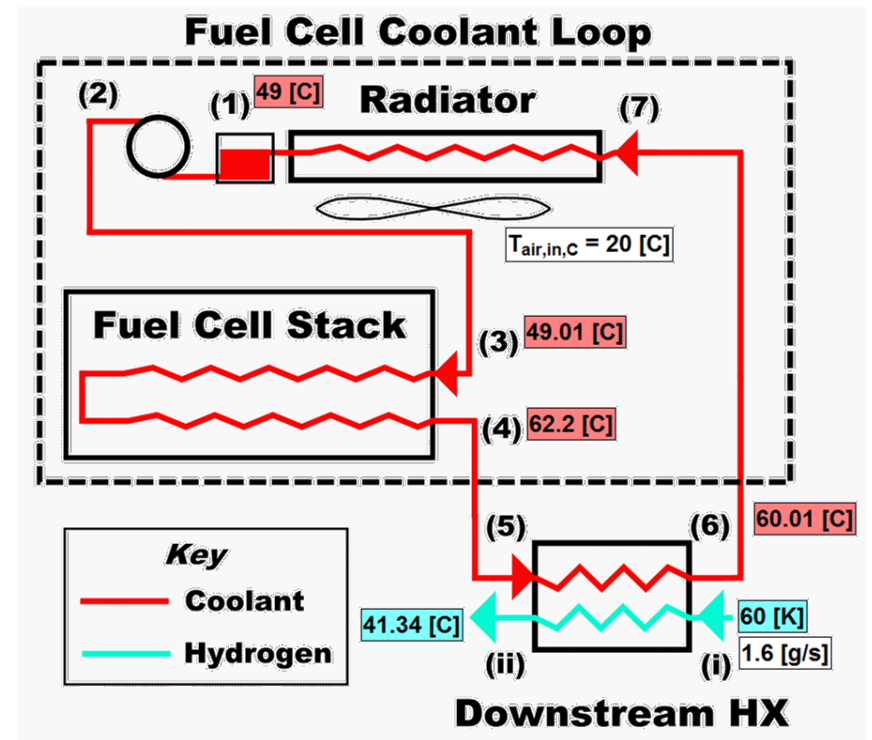 Fuel Cell Coolant Loop
(2)
(1) 49 [C]
Radiator
(7)
T_air,in,C = 20 [C]
Fuel Cell Stack
(3) 49.01 [C]
(4) 62.2 [C]
(5)
(6)
60.01 [C]
Key
Coolant
Hydrogen
41.34 [C]
60 [K]
(ii)
(i)
1.6 [g/s]
Downstream HX